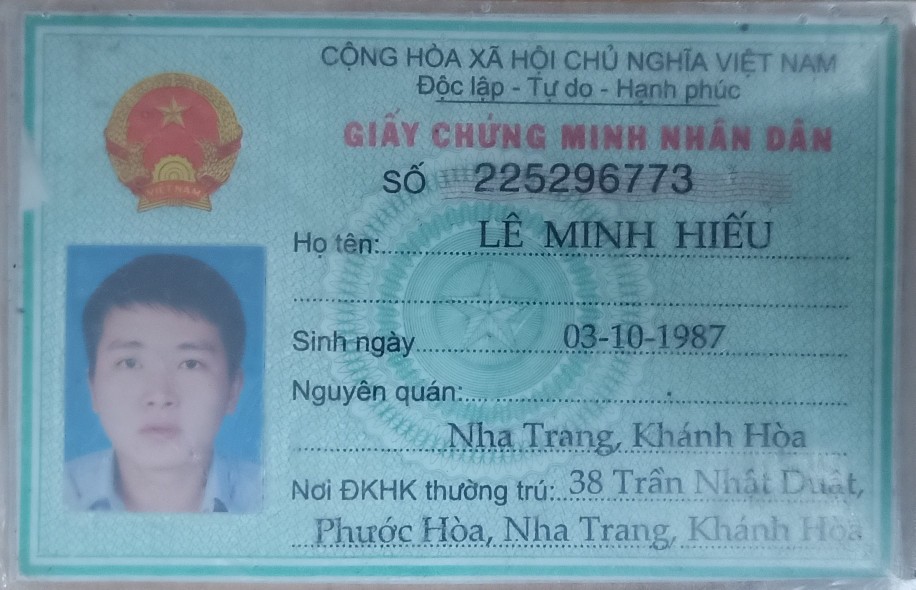 CỘNG HÒA XÃ HỘI CHỦ NGHĨA VIỆT NAM
Độc lập - Tự do - Hạnh phúc
GIẤY CHỨNG MINH NHÂN DÂN
SỐ 225296773
VIỆT NAM
Họ tên: LÊ MINH HIẾU
Sinh ngày 03-10-1987
Nguyên quán:
Nha Trang, Khánh Hòa
Nơi ĐKHK thường trú: 38 Trần Nhật Duật,
Phước Hòa, Nha Trang, Khánh Hòa